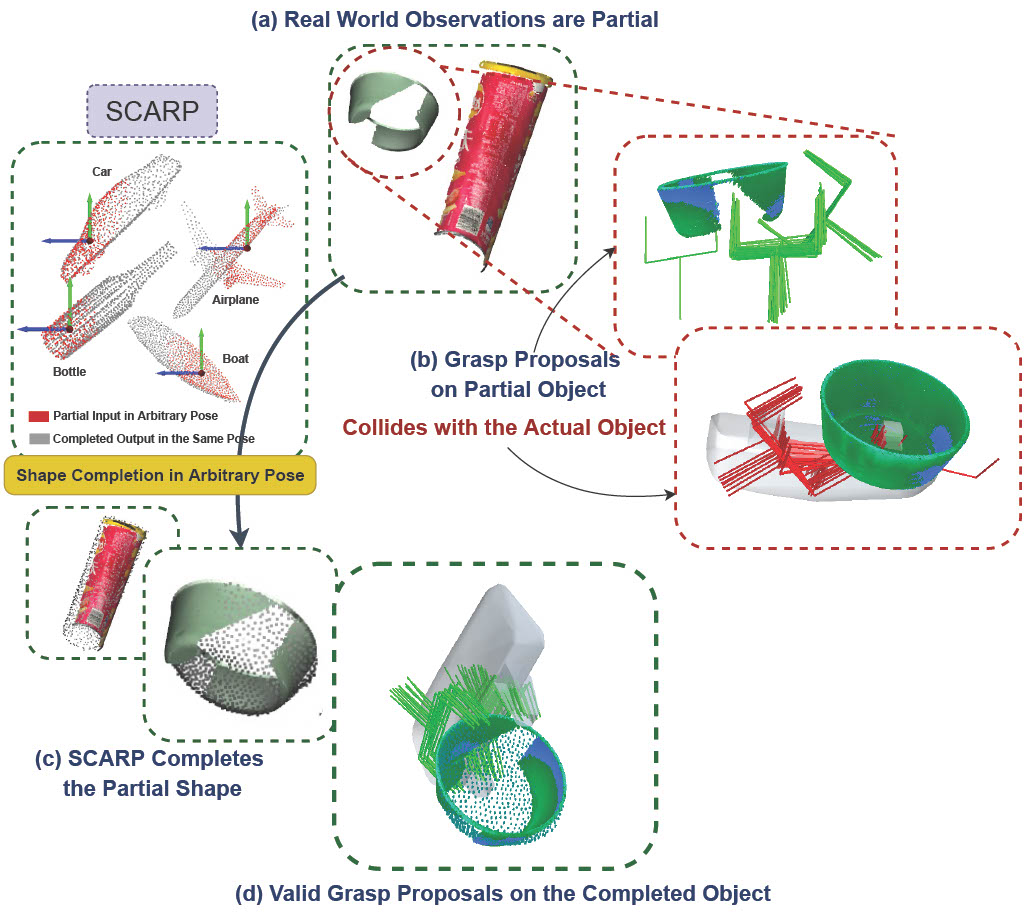 (a) Real World Observations are Partial
SCARP
Car
Airplane
Bottle
Boat
Partial Input in Arbitrary Pose
Completed Output in the Same Pose
Shape Completion in Arbitrary Pose
(b) Grasp Proposals
on Partial Object
Collides with the Actual Object
(c) SCARP Completes
the Partial Shape
(d) Valid Grasp Proposals on the Completed Object